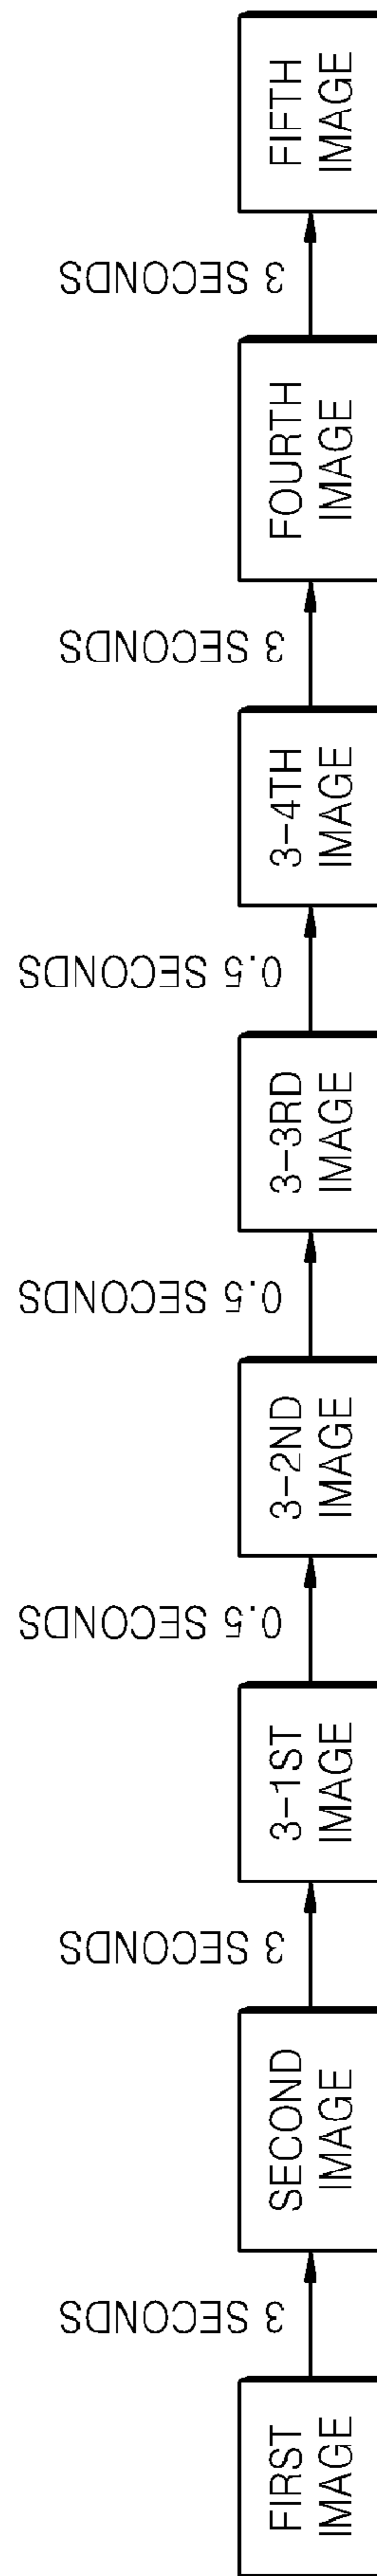 FIRST
IMAGE
3 SECONDS
SECOND
IMAGE
3 SECONDS
3-1ST
IMAGE
0.5 SECONDS
3-2ND
IMAGE
0.5 SECONDS
3-3RD
IMAGE
0.5 SECONDS
3-4TH
IMAGE
3 SECONDS
FOURTH
IMAGE
3 SECONDS
FIFTH
IMAGE